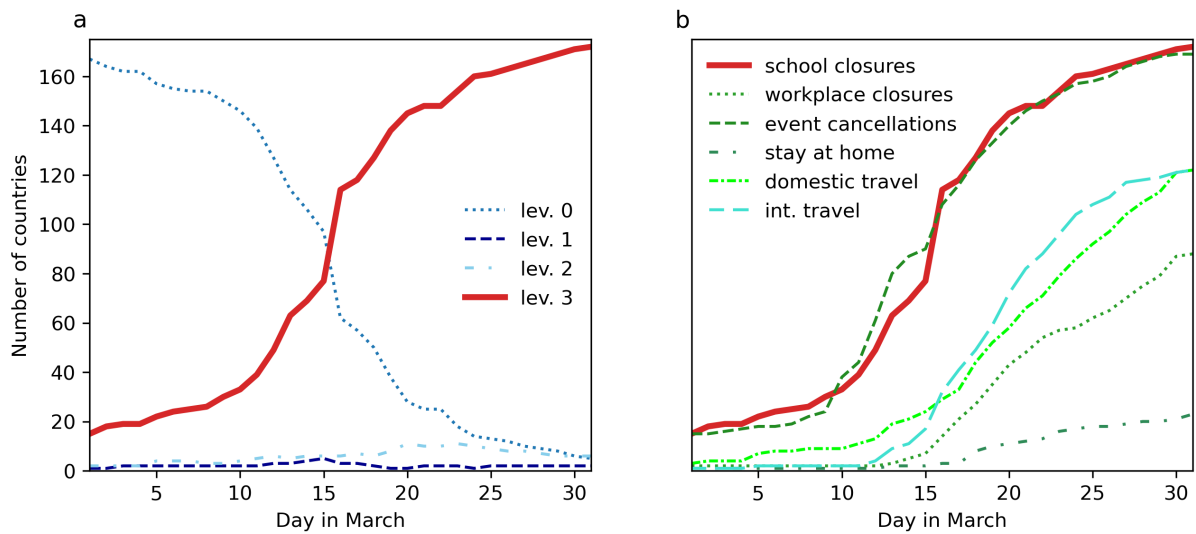 a
Number of countries
160
140
120
100
80
60
40
20
0
5 10 15 20 25 30
Day in March
lev. 0
lev. 1
lev. 2
lev. 3
b
school closures
workplace closures
event cancellations
stay at home
domestic travel
int. travel
5 10 15 20 25 30
Day in March